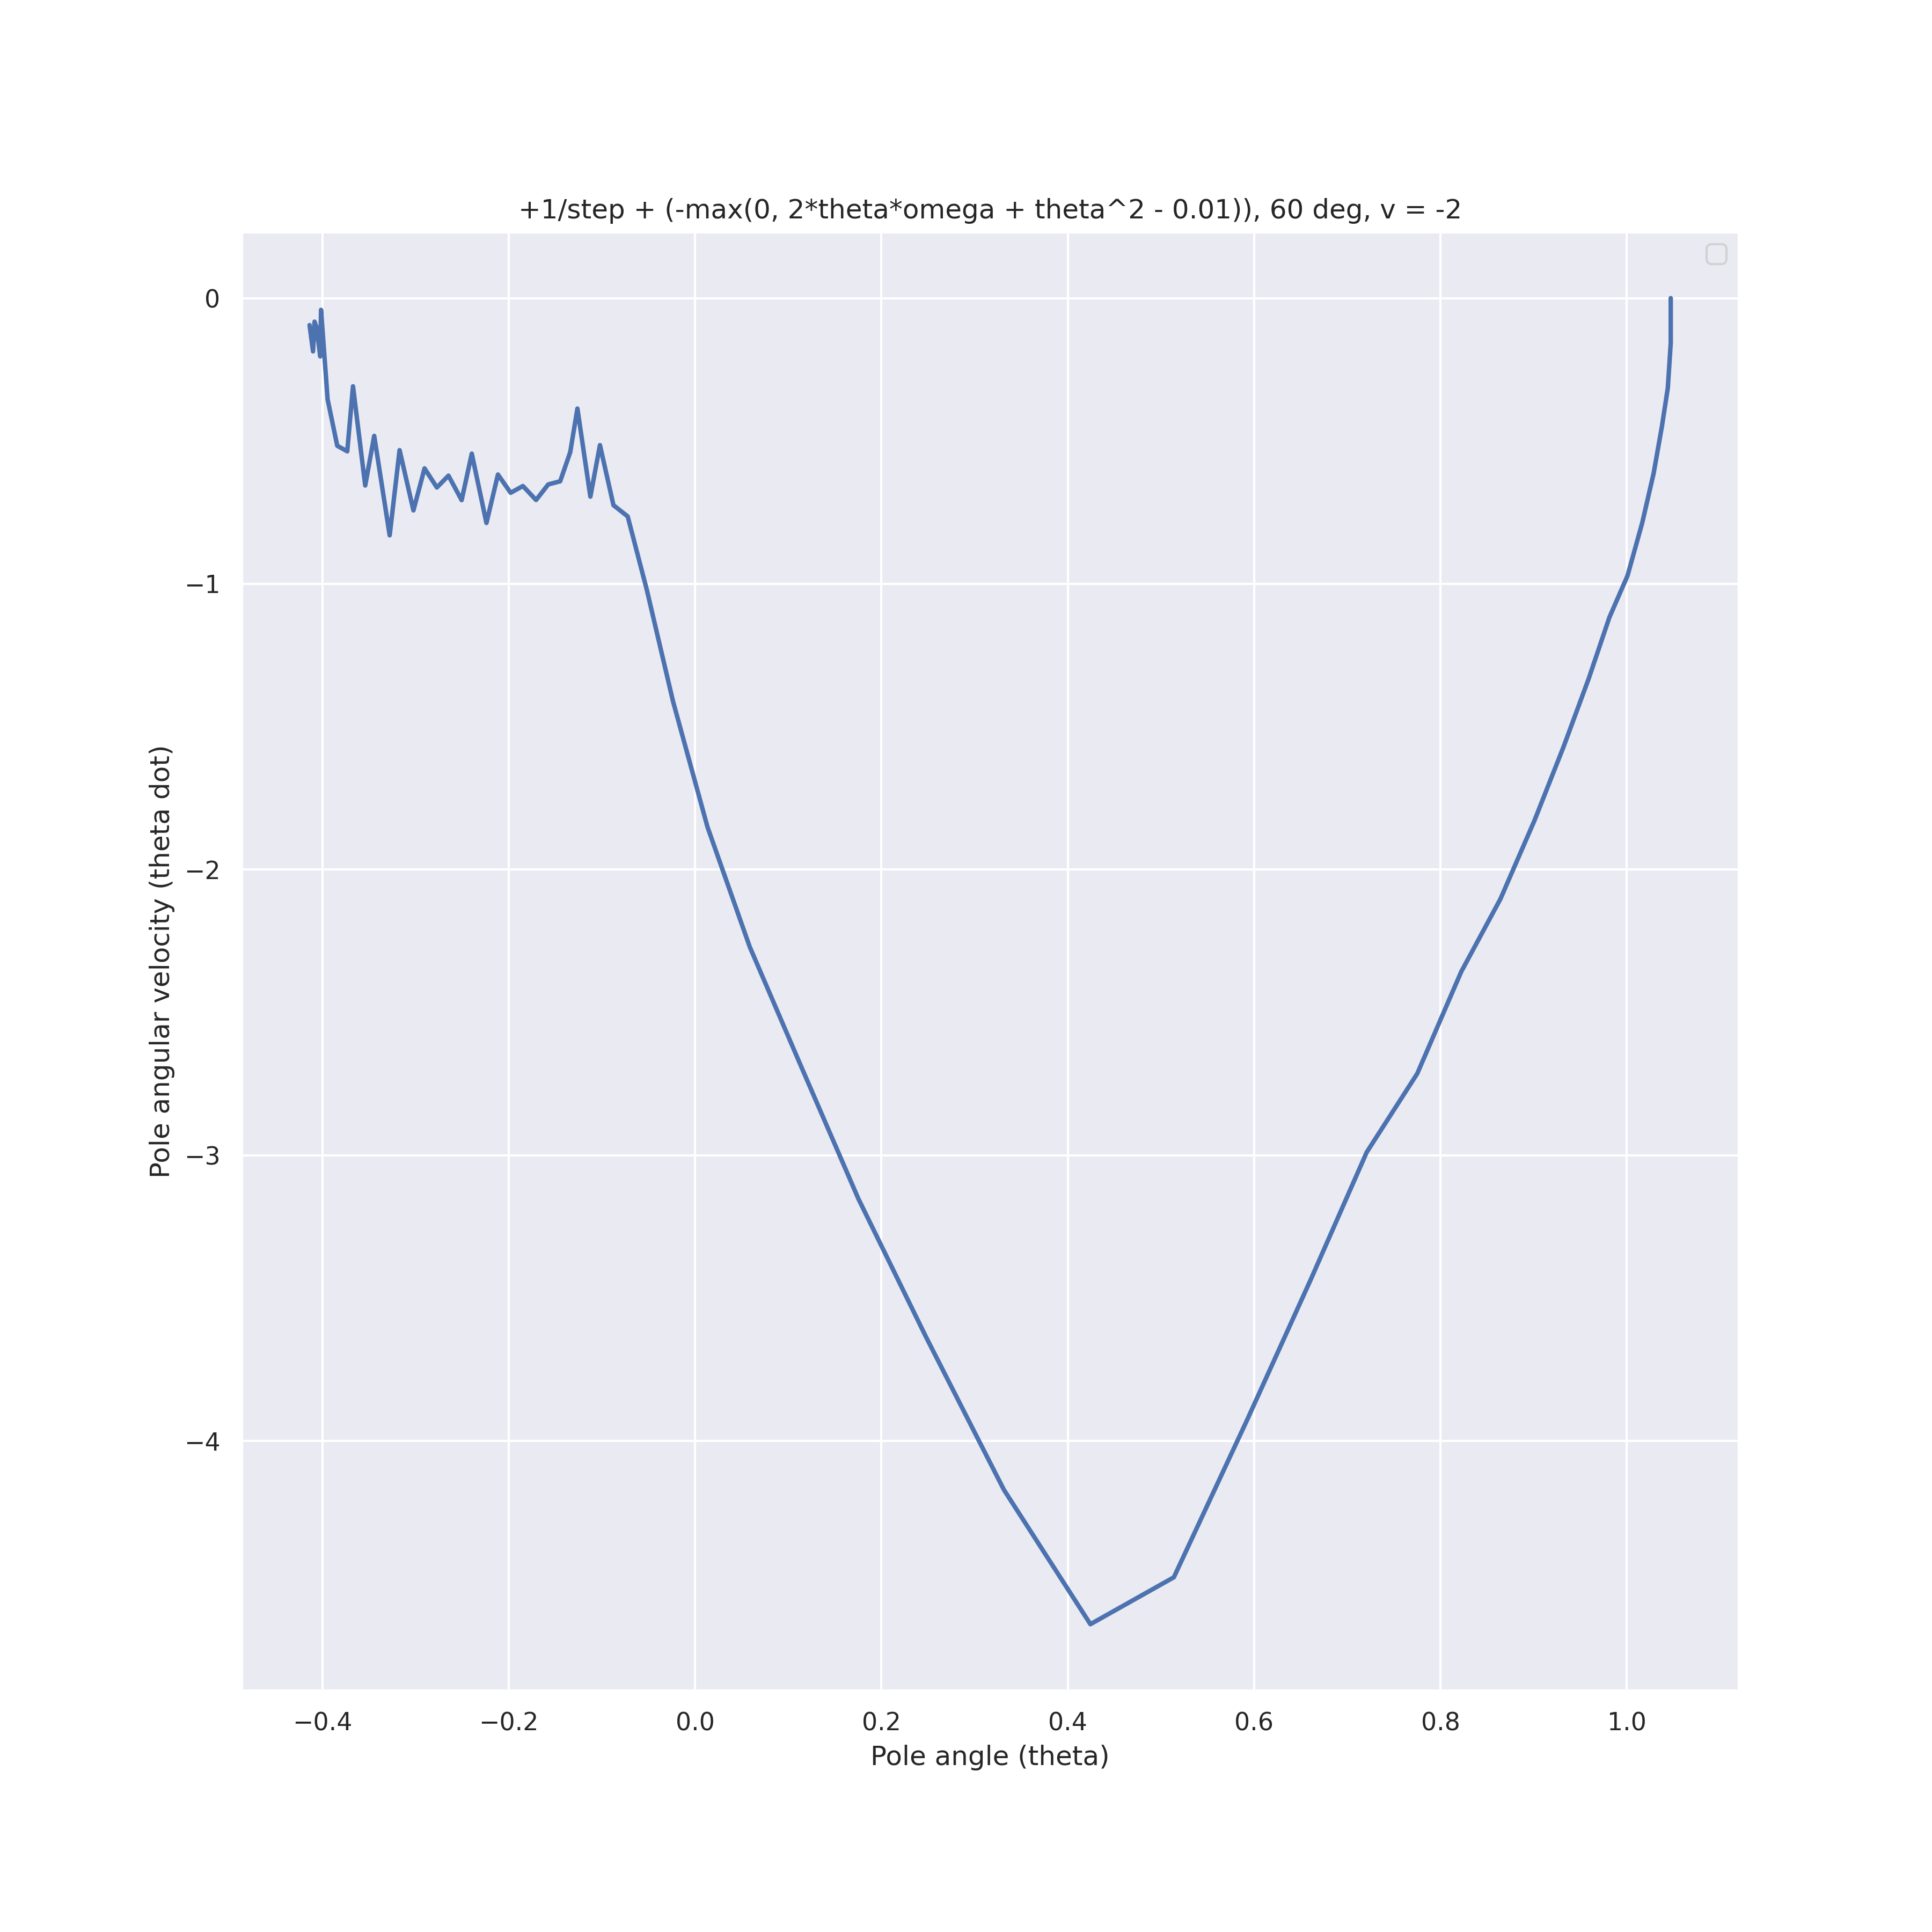 +1/step + (-max(0, 2*theta*omega + theta^2 - 0.01)), 60 deg, v = -2
0
−1
−2
−3
−4
Pole angular velocity (theta dot)
−0.4 −0.2 0.0 0.2 0.4 0.6 0.8 1.0
Pole angle (theta)